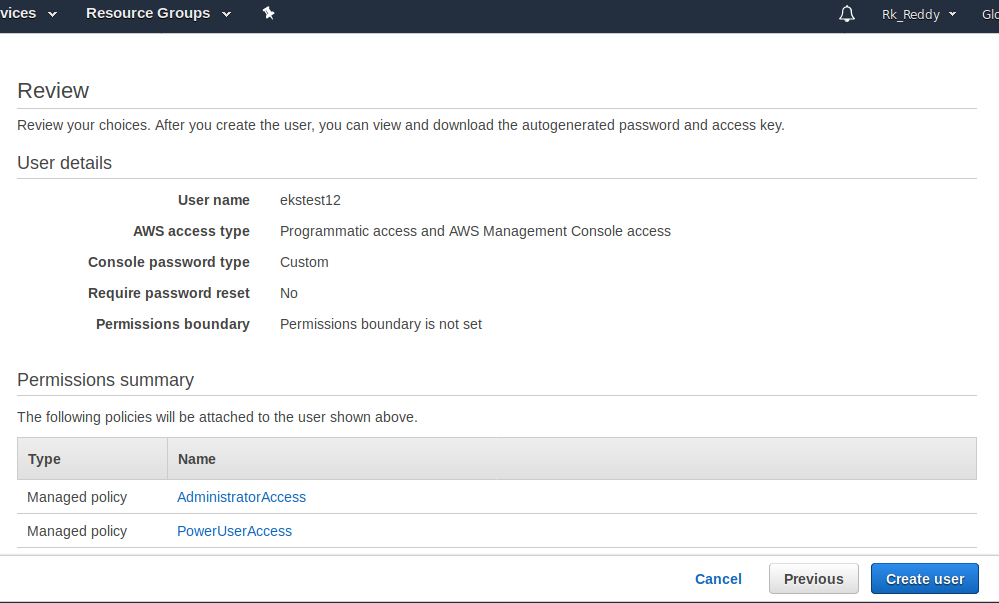 vices Resource Groups Rk_Reddy Glo
Review
Review your choices. After you create the user, you can view and download the autogenerated password and access key.
User details
User name ekstest12
AWS access type Programmatic access and AWS Management Console access
Console password type Custom
Require password reset No
Permissions boundary Permissions boundary is not set
Permissions summary
The following policies will be attached to the user shown above.
Type Name
Managed policy AdministratorAccess
Managed policy PowerUserAccess
Cancel Previous Create user